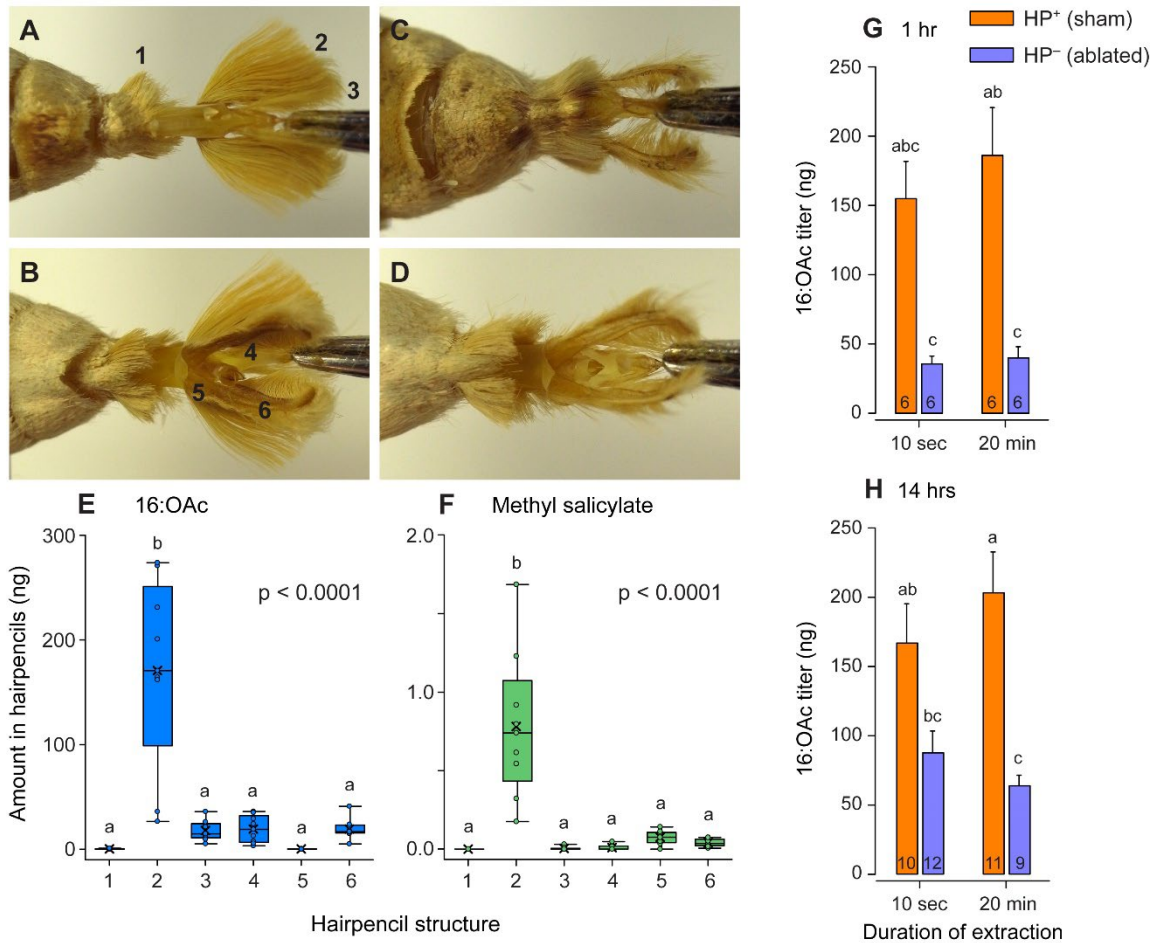 A
1
2
3
C
B
4
5
6
D
E 16:OAc
F Methyl salicylate
Amount in hairpencils (ng)
300
200
100
0
b
p < 0.0001
a
a
a
a
a
1 2 3 4 5 6
2.0
1.0
0.0
b
p < 0.0001
a
a
a
a
a
1 2 3 4 5 6
Hairpencil structure
HP⁺ (sham)
HP⁻ (ablated)
G 1 hr
16:OAc titer (ng)
250
200
150
100
50
0
abc
c
ab
c
6 6 6 6
10 sec 20 min
H 14 hrs
16:OAc titer (ng)
250
200
150
100
50
0
ab
bc
a
c
10 12 11 9
10 sec 20 min
Duration of extraction